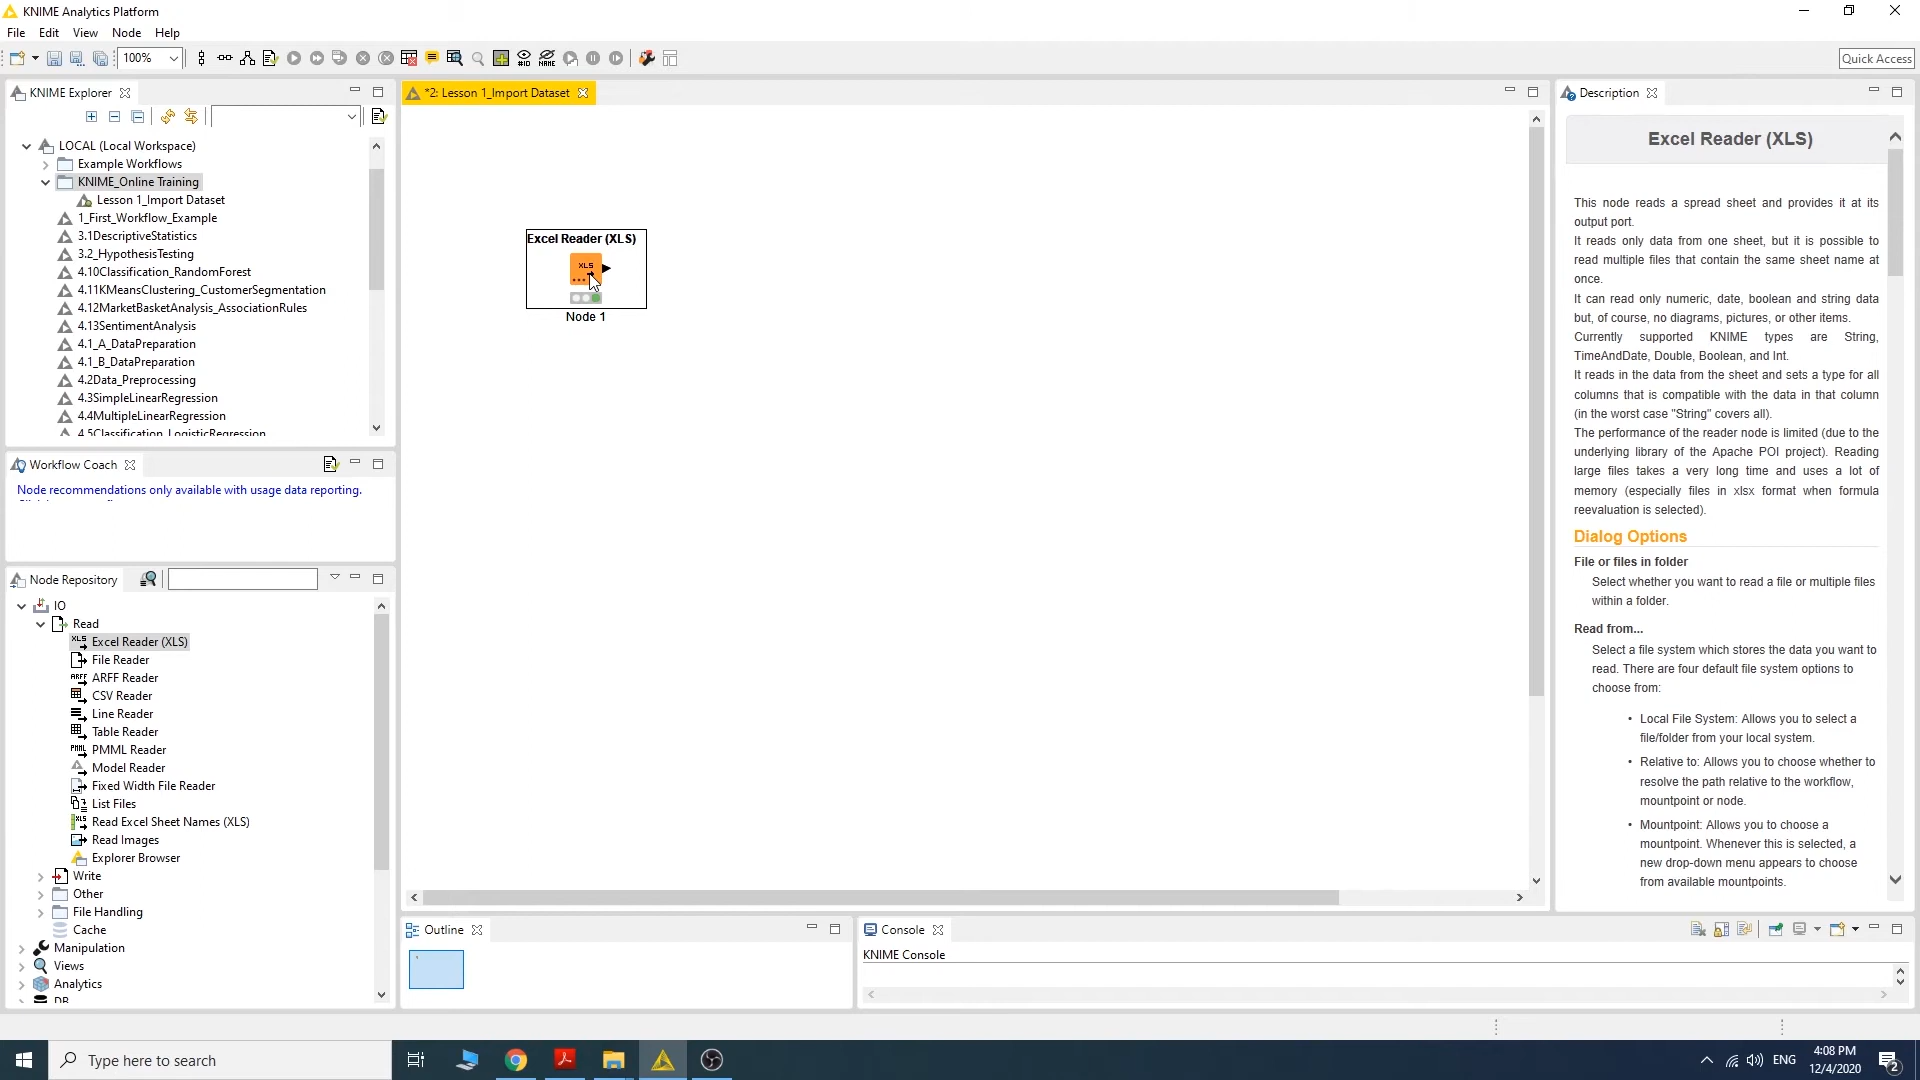 KNIME Analytics Platform
File Edit View Node Help
100%
#ID
NAME
Quick Access
KNIME Explorer
LOCAL (Local Workspace)
Example Workflows
KNIME_Online Training
Lesson 1_Import Dataset
1_First_Workflow_Example
3.1DescriptiveStatistics
3.2_HypothesisTesting
4.10Classification_RandomForest
4.11KMeansClustering_CustomerSegmentation
4.12MarketBasketAnalysis_AssociationRules
4.13SentimentAnalysis
4.1_A_DataPreparation
4.1_B_DataPreparation
4.2Data_Preprocessing
4.3SimpleLinearRegression
4.4MultipleLinearRegression
4.5Classification_LogisticRegression
Workflow Coach
Node recommendations only available with usage data reporting.
Node Repository
IO
Read
Excel Reader (XLS)
File Reader
ARFF Reader
CSV Reader
Line Reader
Table Reader
PMML Reader
Model Reader
Fixed Width File Reader
List Files
Read Excel Sheet Names (XLS)
Read Images
Explorer Browser
Write
Other
File Handling
Cache
Manipulation
Views
Analytics
DB
*2: Lesson 1_Import Dataset
Excel Reader (XLS)
XLS
Node 1
Outline
Console
KNIME Console
Description
Excel Reader (XLS)
This node reads a spread sheet and provides it at its
output port.
It reads only data from one sheet, but it is possible to
read multiple files that contain the same sheet name at
once.
It can read only numeric, date, boolean and string data
but, of course, no diagrams, pictures, or other items.
Currently supported KNIME types are String,
TimeAndDate, Double, Boolean, and Int.
It reads in the data from the sheet and sets a type for all
columns that is compatible with the data in that column
(in the worst case "String" covers all).
The performance of the reader node is limited (due to the
underlying library of the Apache POI project). Reading
large files takes a very long time and uses a lot of
memory (especially files in xlsx format when formula
reevaluation is selected).
Dialog Options
File or files in folder
Select whether you want to read a file or multiple files
within a folder.
Read from...
Select a file system which stores the data you want to
read. There are four default file system options to
choose from:
• Local File System: Allows you to select a
file/folder from your local system.
• Relative to: Allows you to choose whether to
resolve the path relative to the workflow,
mountpoint or node.
• Mountpoint: Allows you to choose a
mountpoint. Whenever this is selected, a
new drop-down menu appears to choose
from available mountpoints.
Type here to search
ENG
4:08 PM
12/4/2020
2